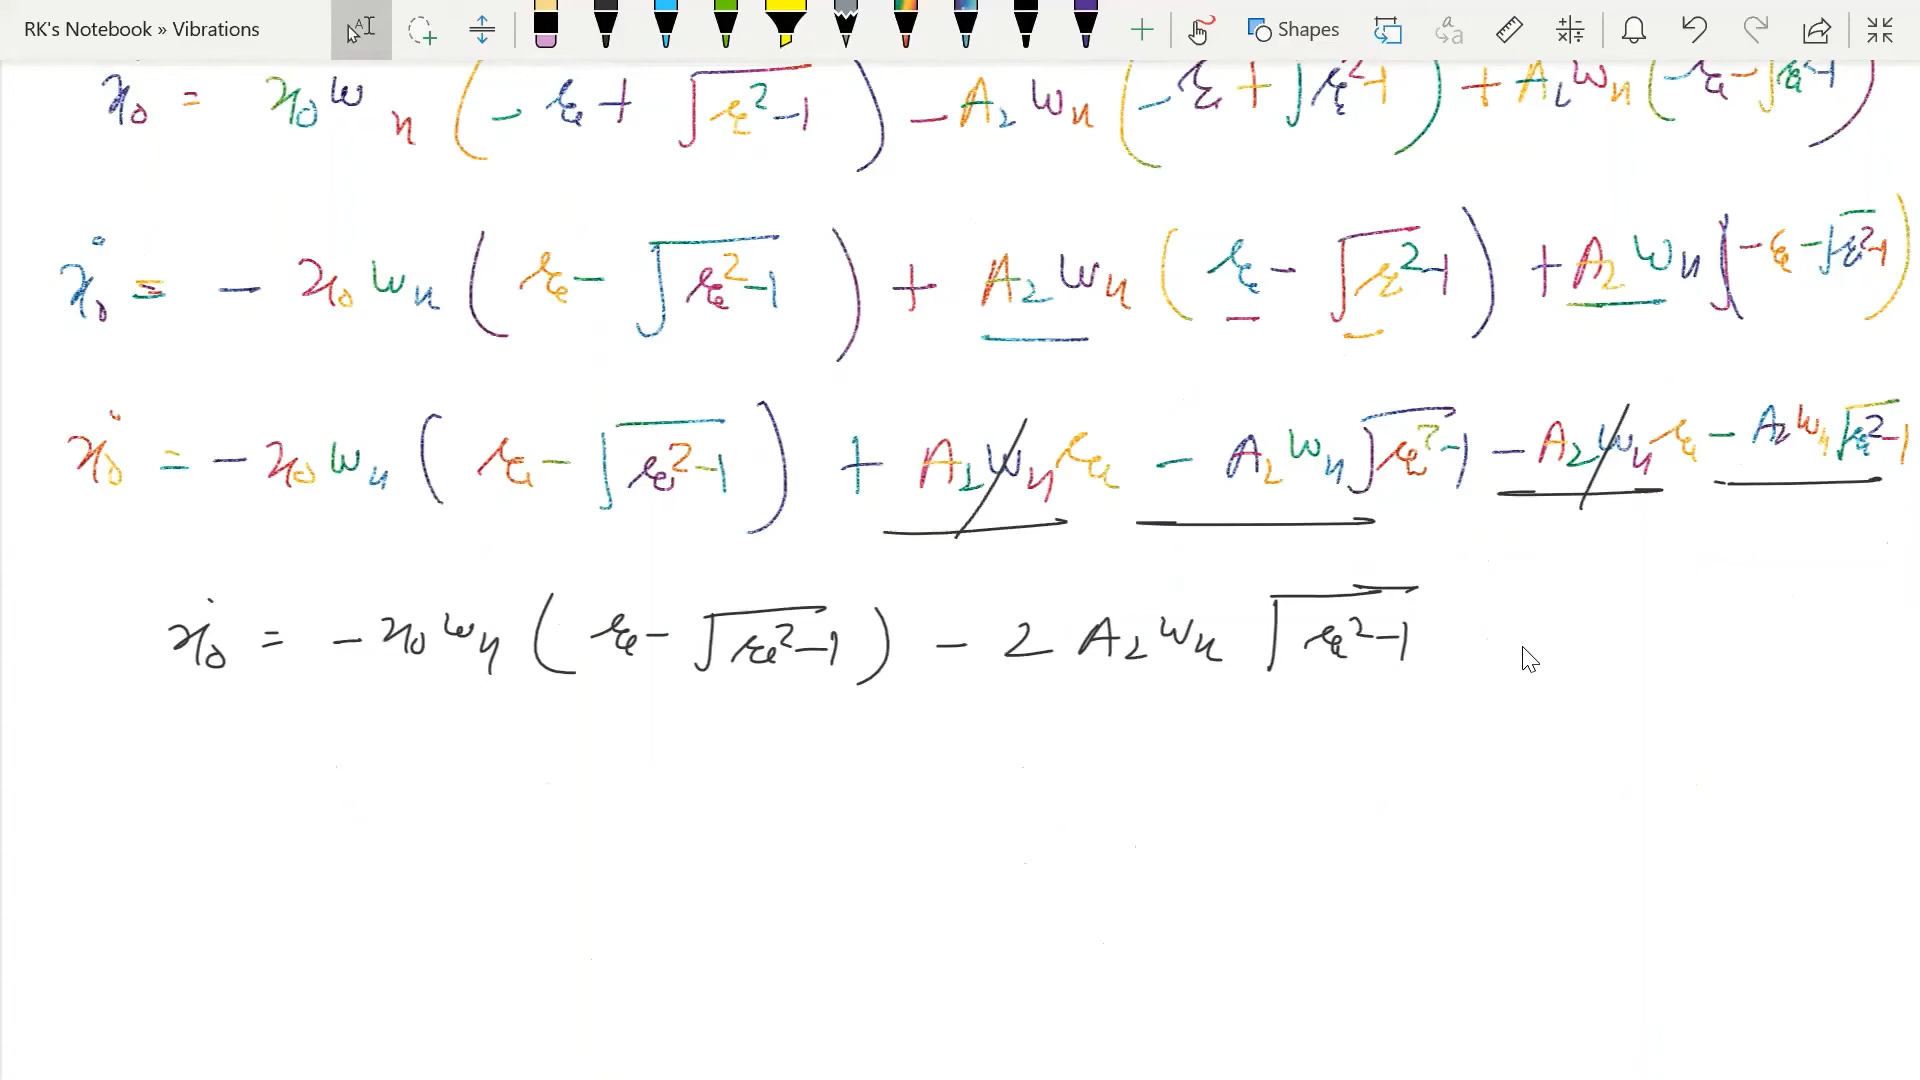 RK's Notebook » Vibrations
Shapes
ẋ₀ = x₀ωₙ(-ξ+√ξ²-1) - A₂ωₙ(-ξ+√ξ²-1) + A₂ωₙ(-ξ-√ξ²-1)
ẋ₀ = - x₀ωₙ(ξ-√ξ²-1) + A₂ωₙ(ξ-√ξ²-1) + A₂ωₙ(-ξ-√ξ²-1)
ẋ₀ = - x₀ωₙ(ξ-√ξ²-1) + A₂ωₙξ - A₂ωₙ√ξ²-1 - A₂ωₙξ - A₂ωₙ√ξ²-1
ẋ₀ = - x₀ωₙ(ξ-√ξ²-1) - 2A₂ωₙ√ξ²-1